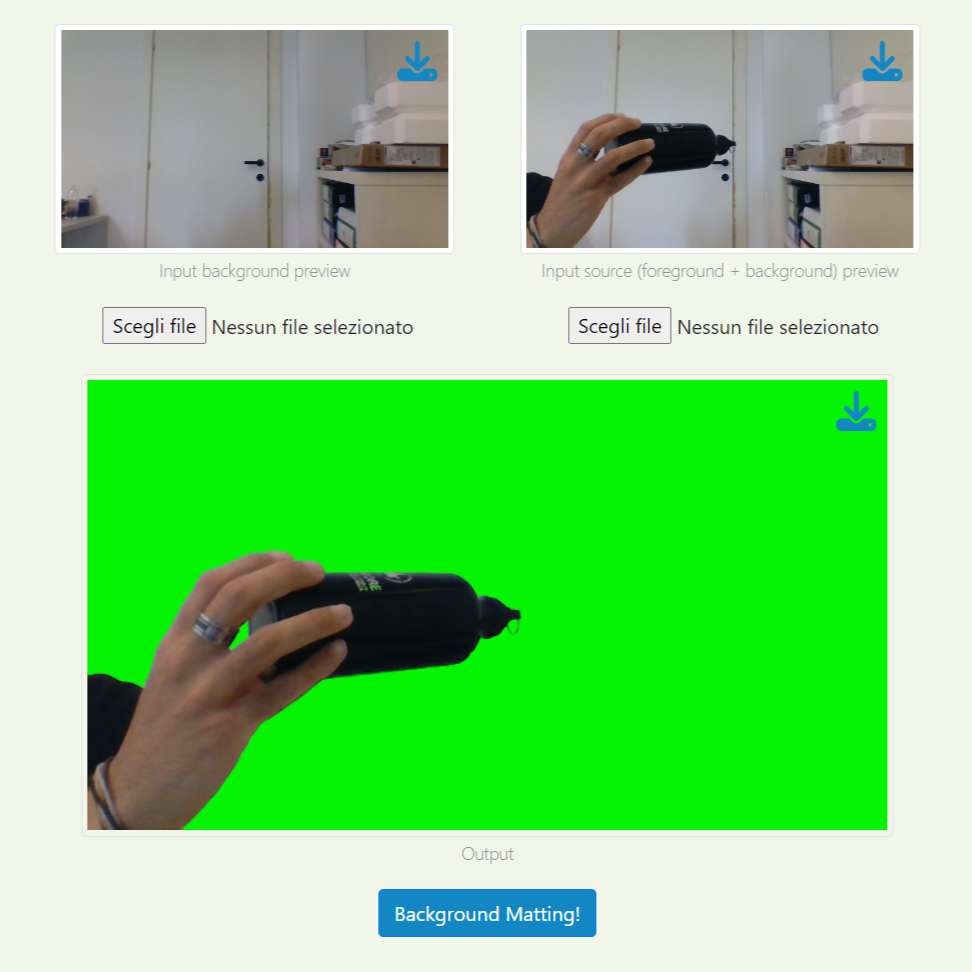 Input background preview
Input source (foreground + background) preview
Scegli file Nessun file selezionato
Scegli file Nessun file selezionato
Output
Background Matting!